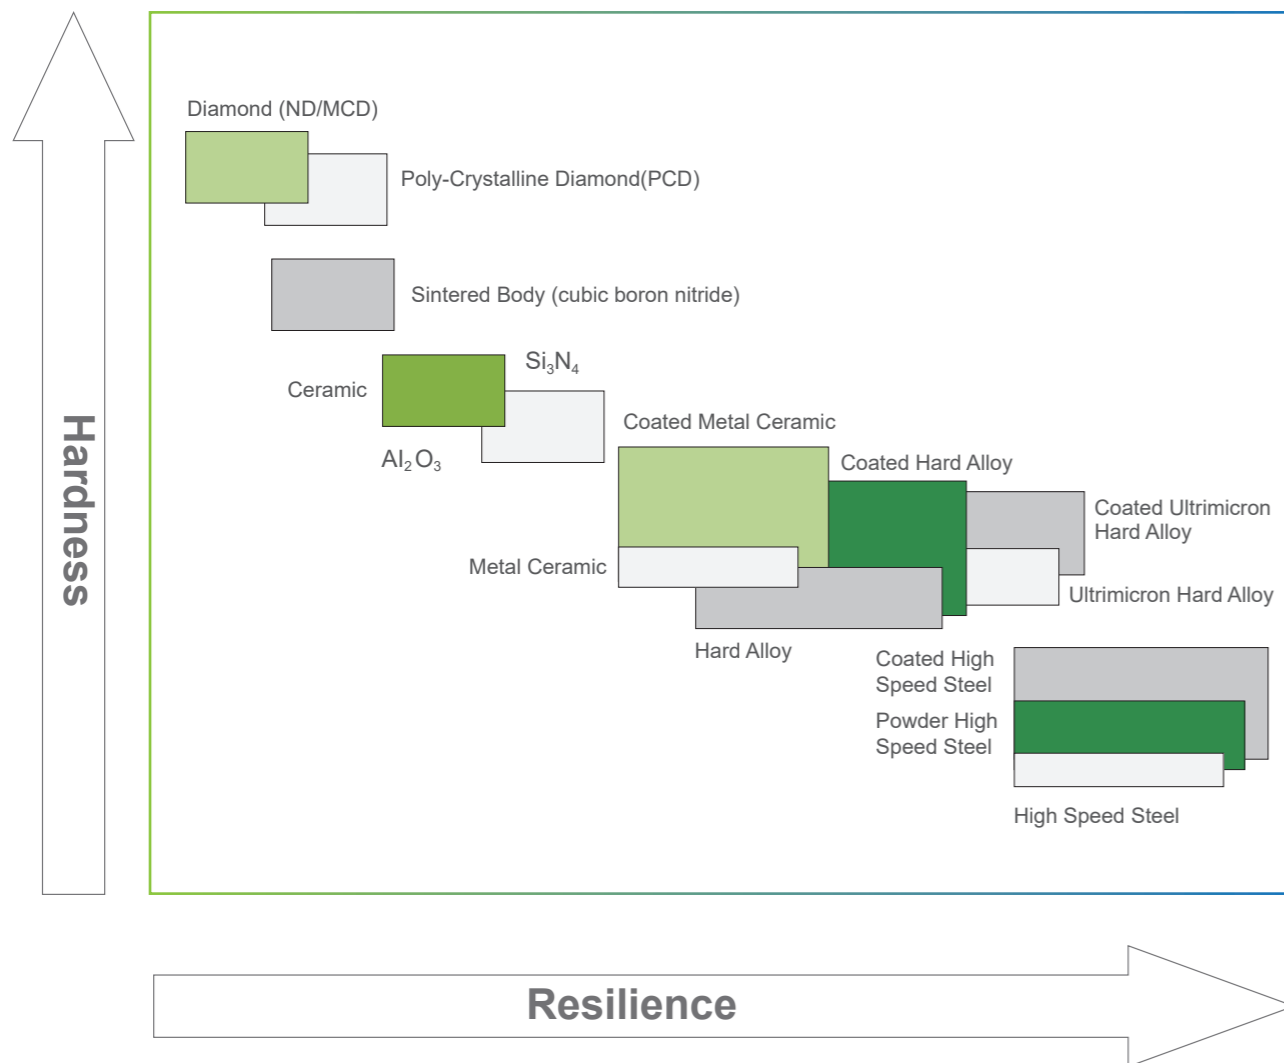 Diamond (ND/MCD)
Poly-Crystalline Diamond(PCD)
Sintered Body (cubic boron nitride)
Si₃N₄
Ceramic
Al₂O₃
Coated Metal Ceramic
Coated Hard Alloy
Coated Ultrimicron
Hard Alloy
Metal Ceramic
Ultrimicron Hard Alloy
Hard Alloy
Coated High
Speed Steel
Powder High
Speed Steel
High Speed Steel
Hardness
Resilience